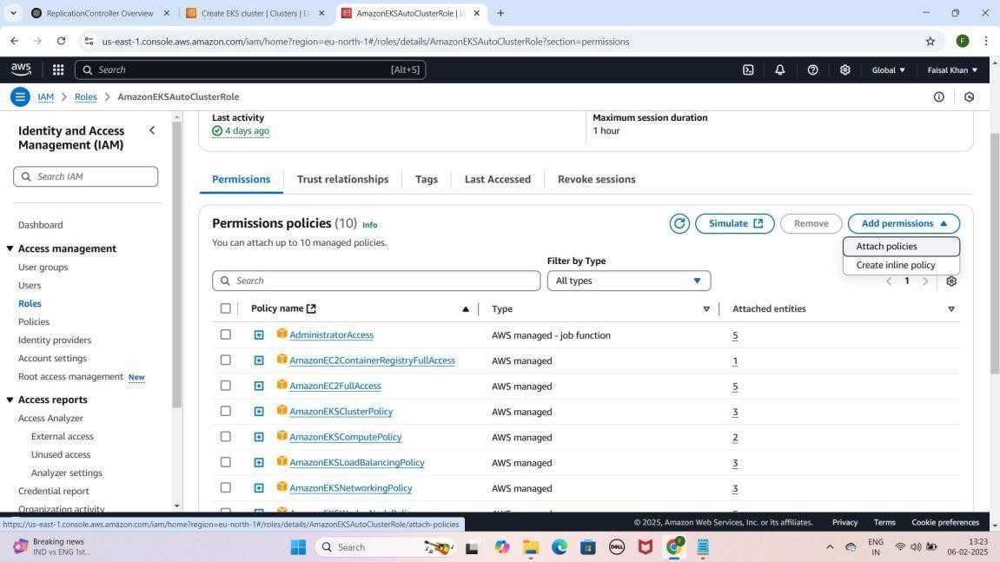 ReplicationController Overview
Create EKS cluster | Clusters | E
AmazonEKSAutoClusterRole | IA
us-east-1.console.aws.amazon.com/iam/home?region=eu-north-1#/roles/details/AmazonEKSAutoClusterRole?section=permissions
F
aws
Search
[Alt+S]
Global
Faisal Khan
IAM
Roles
AmazonEKSAutoClusterRole
Identity and Access
Management (IAM)
Search IAM
Dashboard
Access management
User groups
Users
Roles
Policies
Identity providers
Account settings
Root access management New
Access reports
Access Analyzer
External access
Unused access
Analyzer settings
Credential report
Organization activity
Last activity
4 days ago
Maximum session duration
1 hour
Permissions
Trust relationships
Tags
Last Accessed
Revoke sessions
Permissions policies (10) Info
You can attach up to 10 managed policies.
Simulate
Remove
Add permissions
Attach policies
Create inline policy
Filter by Type
Search
All types
1
Policy name
Type
Attached entities
AdministratorAccess
AWS managed - job function
5
AmazonEC2ContainerRegistryFullAccess
AWS managed
1
AmazonEC2FullAccess
AWS managed
5
AmazonEKSClusterPolicy
AWS managed
3
AmazonEKSComputePolicy
AWS managed
2
AmazonEKSLoadBalancingPolicy
AWS managed
3
AmazonEKSNetworkingPolicy
AWS managed
3
https://us-east-1.console.aws.amazon.com/iam/home?region=eu-north-1#/roles/details/AmazonEKSAutoClusterRole/attach-policies
© 2025, Amazon Web Services, Inc. or its affiliates.
Privacy
Terms
Cookie preferences
Breaking news
IND vs ENG 1st...
Search
DELL
ENG
IN
13:23
06-02-2025